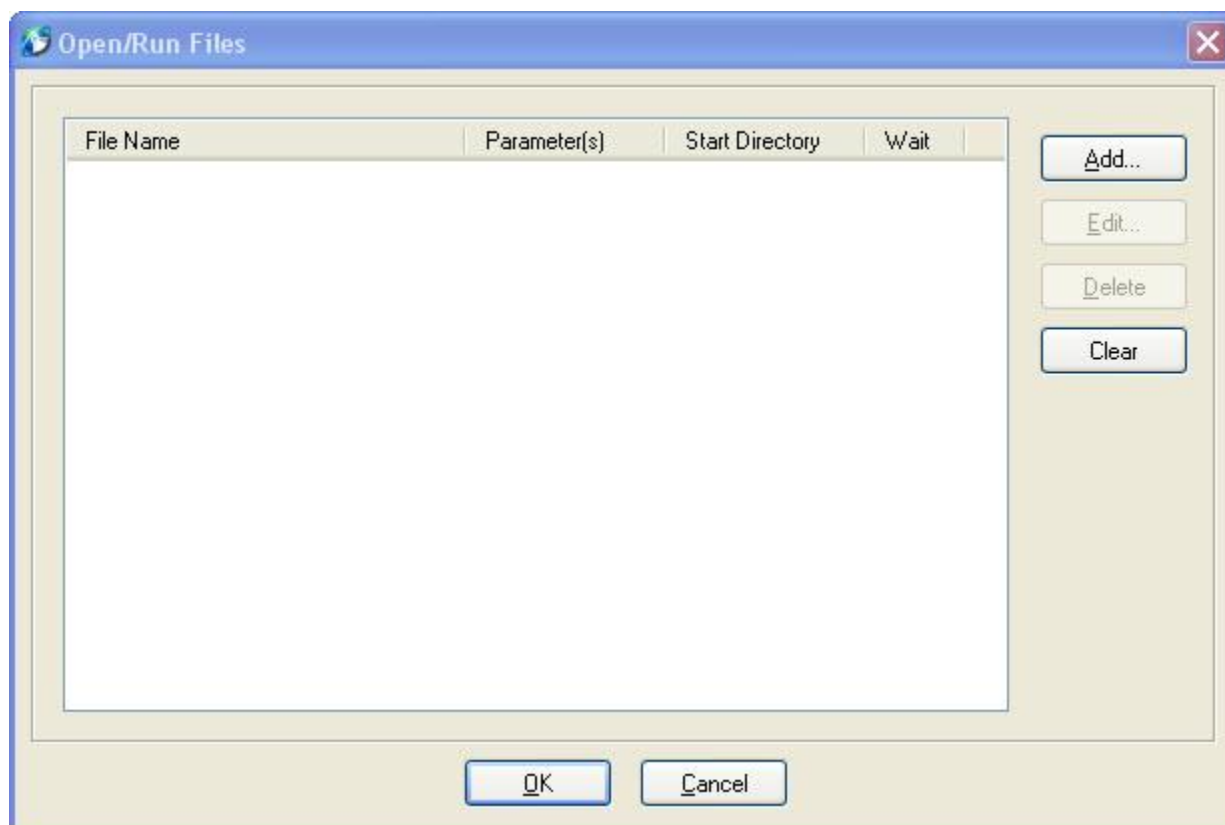 Open/Run Files
File Name Parameter(s) Start Directory Wait
Add...
Edit...
Delete
Clear
OK Cancel